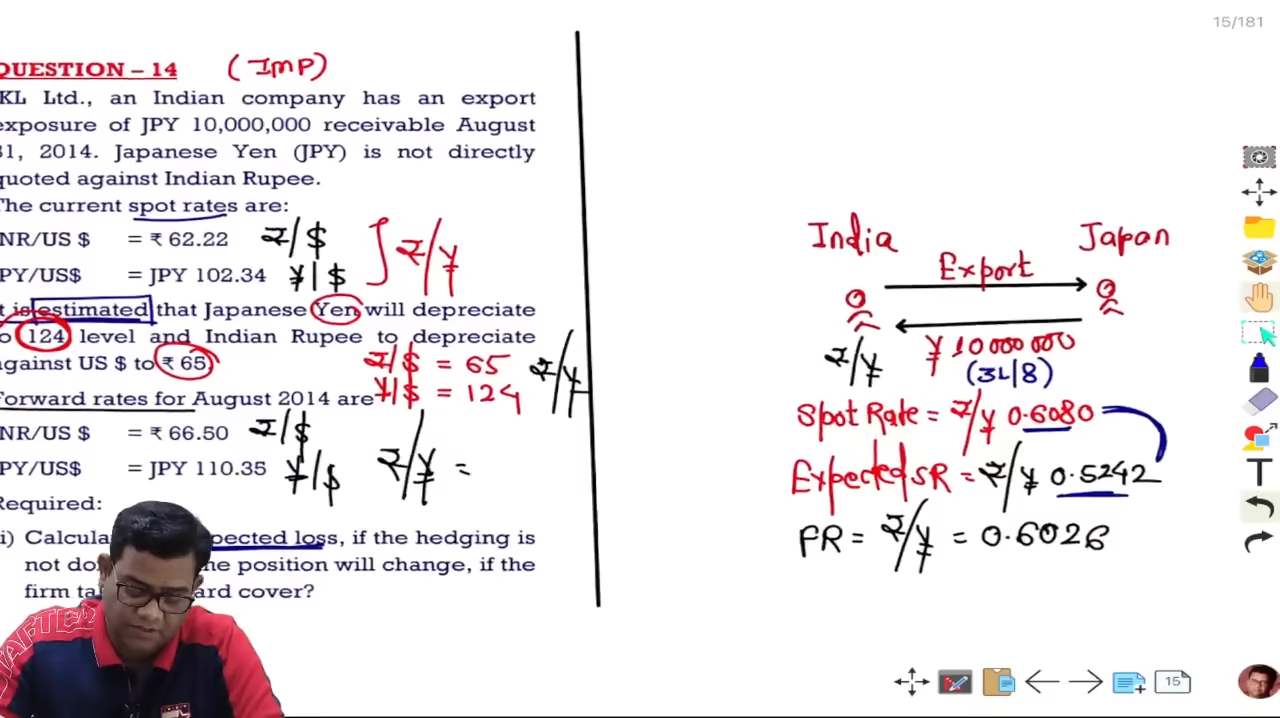 15/181
QUESTION – 14 (IMP)
KL Ltd., an Indian company has an export
exposure of JPY 10,000,000 receivable August
31, 2014. Japanese Yen (JPY) is not directly
quoted against Indian Rupee.
The current spot rates are:
NR/US $ = ₹ 62.22 ₹/$
PY/US$ = JPY 102.34 ¥/$
₹/¥
it is estimated that Japanese Yen will depreciate
to 124 level and Indian Rupee to depreciate
against US $ to ₹ 65.
₹/$ = 65
¥/$ = 124
₹/¥
Forward rates for August 2014 are
NR/US $ = ₹ 66.50 ₹/$
PY/US$ = JPY 110.35 ¥/$
₹/¥ =
Required:
i) Calcula pected loss, if the hedging is
not do he position will change, if the
firm ta ard cover?
India Japan
Export
₹/¥
¥ 10000000
(31/8)
Spot Rate = ₹/¥ 0.6080
Expected SR = ₹/¥ 0.5242
FR = ₹/¥ = 0.6026
15